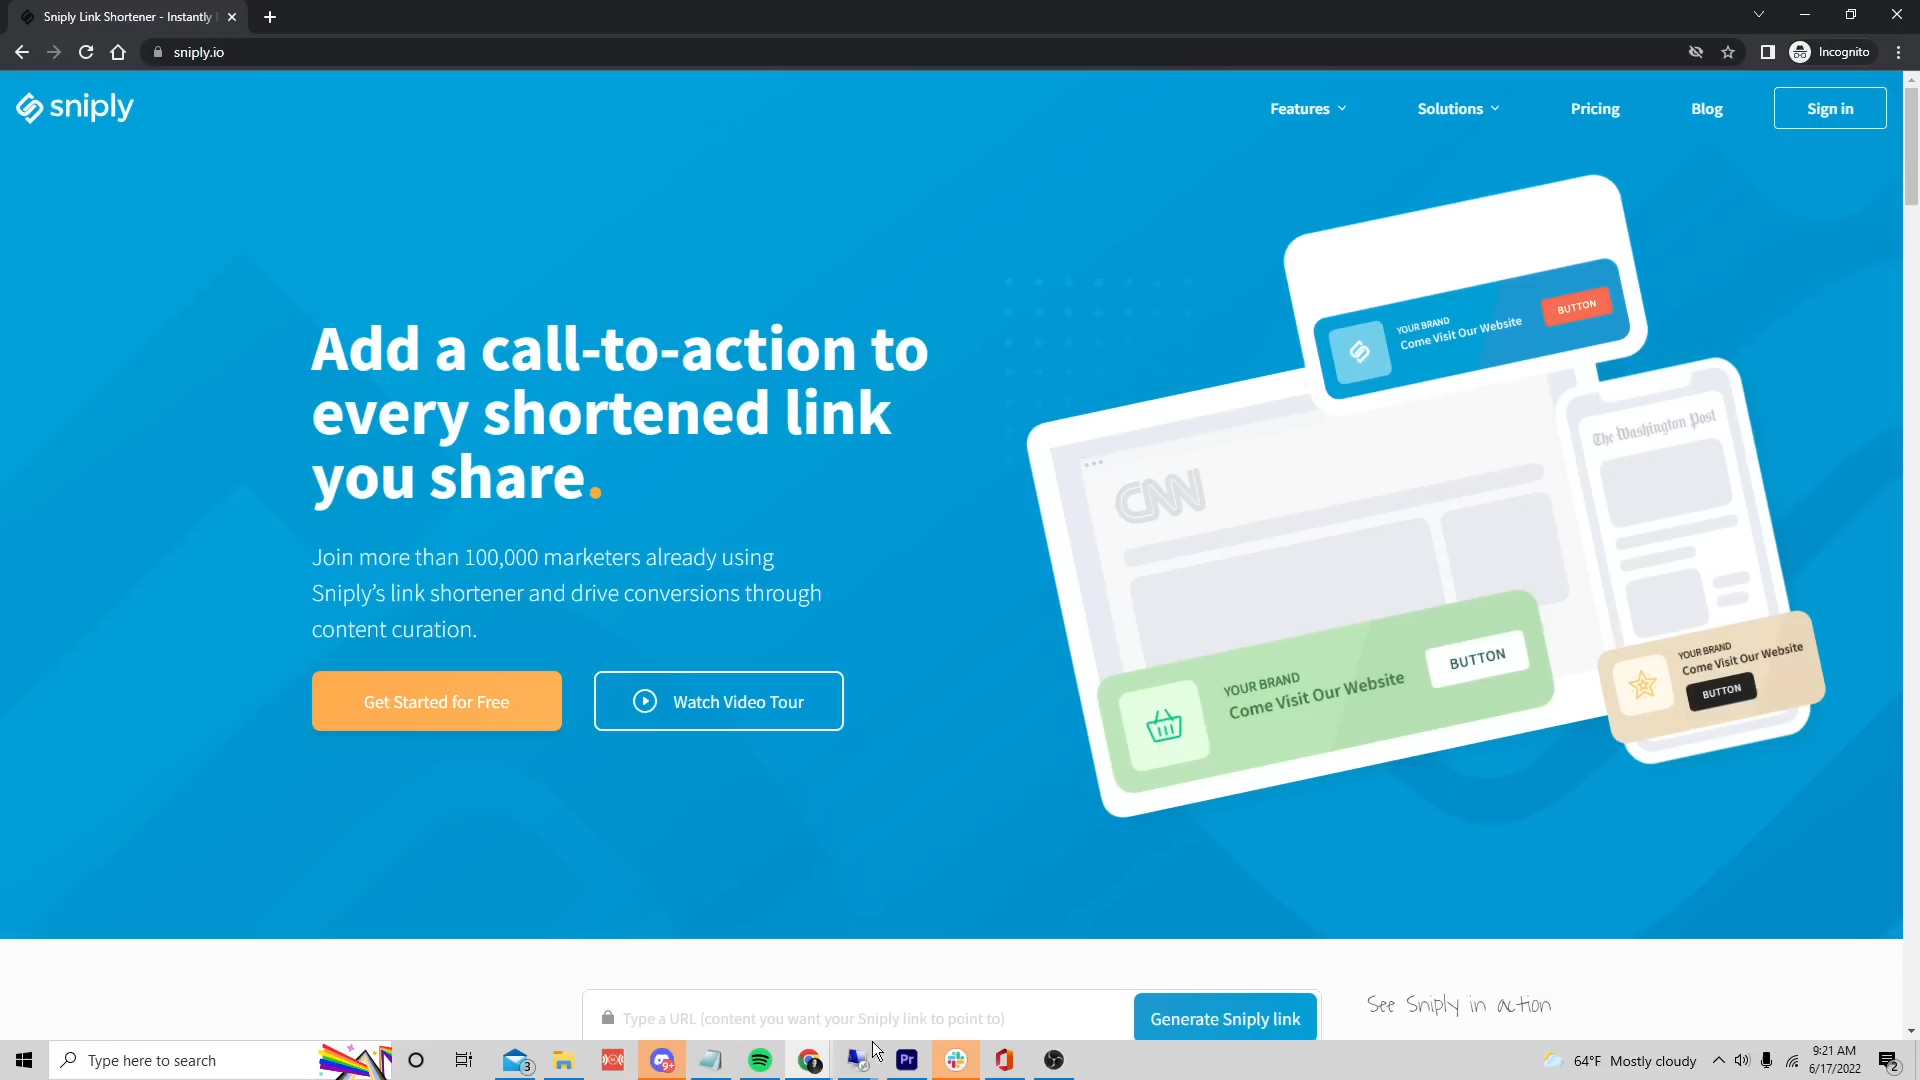 Sniply Link Shortener - Instantly
sniply.io
Incognito
sniply
Features
Solutions
Pricing
Blog
Sign in
Add a call-to-action to
every shortened link
you share.
Join more than 100,000 marketers already using
Sniply’s link shortener and drive conversions through
content curation.
Get Started for Free
Watch Video Tour
YOUR BRAND
Come Visit Our Website
BUTTON
CNN
The Washington Post
YOUR BRAND
Come Visit Our Website
BUTTON
YOUR BRAND
Come Visit Our Website
BUTTON
Type a URL (content you want your Sniply link to point to)
Generate Sniply link
See Sniply in action
Type here to search
3
9+
Pr
64°F Mostly cloudy
9:21 AM
6/17/2022
2